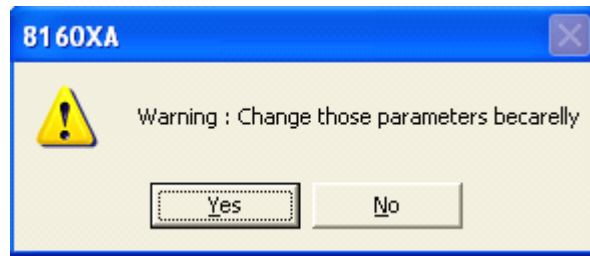 8160XA
Warning : Change those parameters becarelly
Yes
No